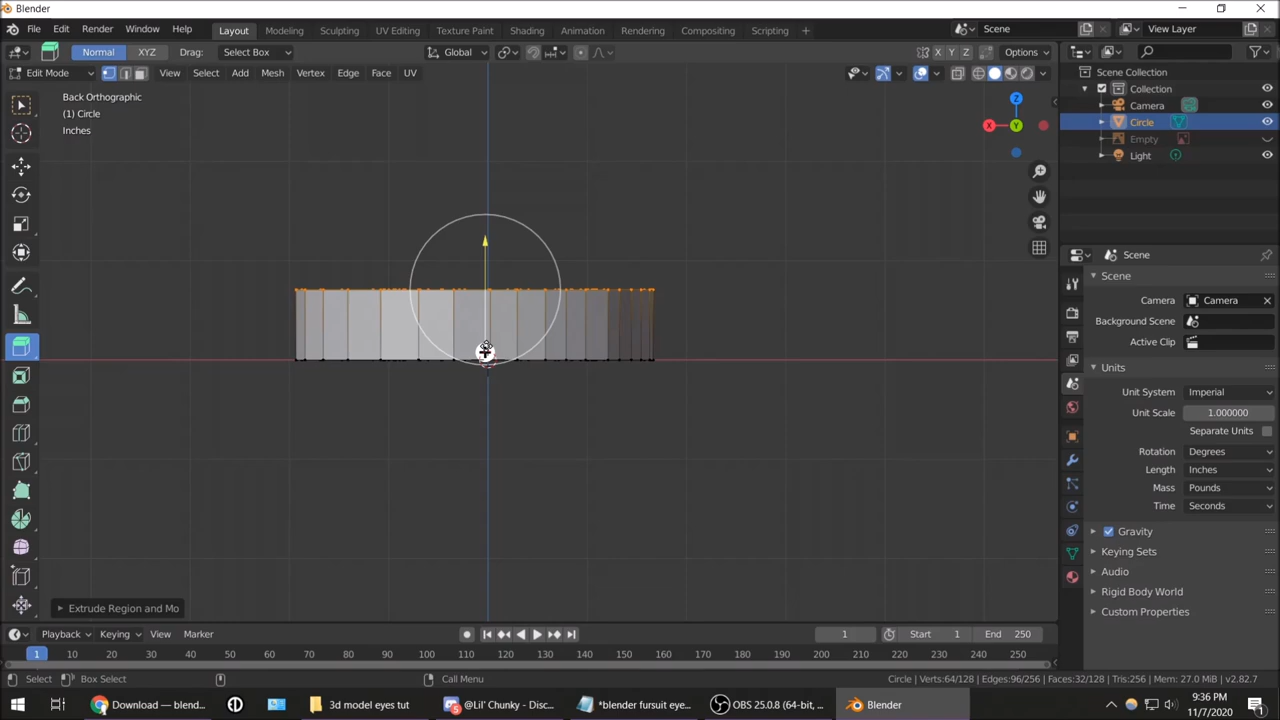 Blender
File Edit Render Window Help Layout Modeling Sculpting UV Editing Texture Paint Shading Animation Rendering Compositing Scripting + Scene View Layer
Normal XYZ Drag: Select Box Global X Y Z Options
Edit Mode View Select Add Mesh Vertex Edge Face UV
Back Orthographic
(1) Circle
Inches
Z
X Y
Scene Collection
Collection
Camera
Circle
Empty
Light
Scene
Scene
Camera Camera
Background Scene
Active Clip
Units
Unit System Imperial
Unit Scale 1.000000
Separate Units
Rotation Degrees
Length Inches
Mass Pounds
Time Seconds
Gravity
Keying Sets
Audio
Rigid Body World
Custom Properties
Extrude Region and Mo
Playback Keying View Marker 1 Start 1 End 250
1 10 20 30 40 50 60 70 80 90 100 110 120 130 140 150 160 170 180 190 200 210 220 230 240 250
Select Box Select Call Menu Circle | Verts:64/128 | Edges:96/256 | Faces:32/128 | Tris:256 | Mem: 27.0 MiB | v2.82.7
Download — blend... 3d model eyes tut @Lil' Chunky - Disc... *blender fursuit eye... OBS 25.0.8 (64-bit, ... Blender 9:36 PM
11/7/2020